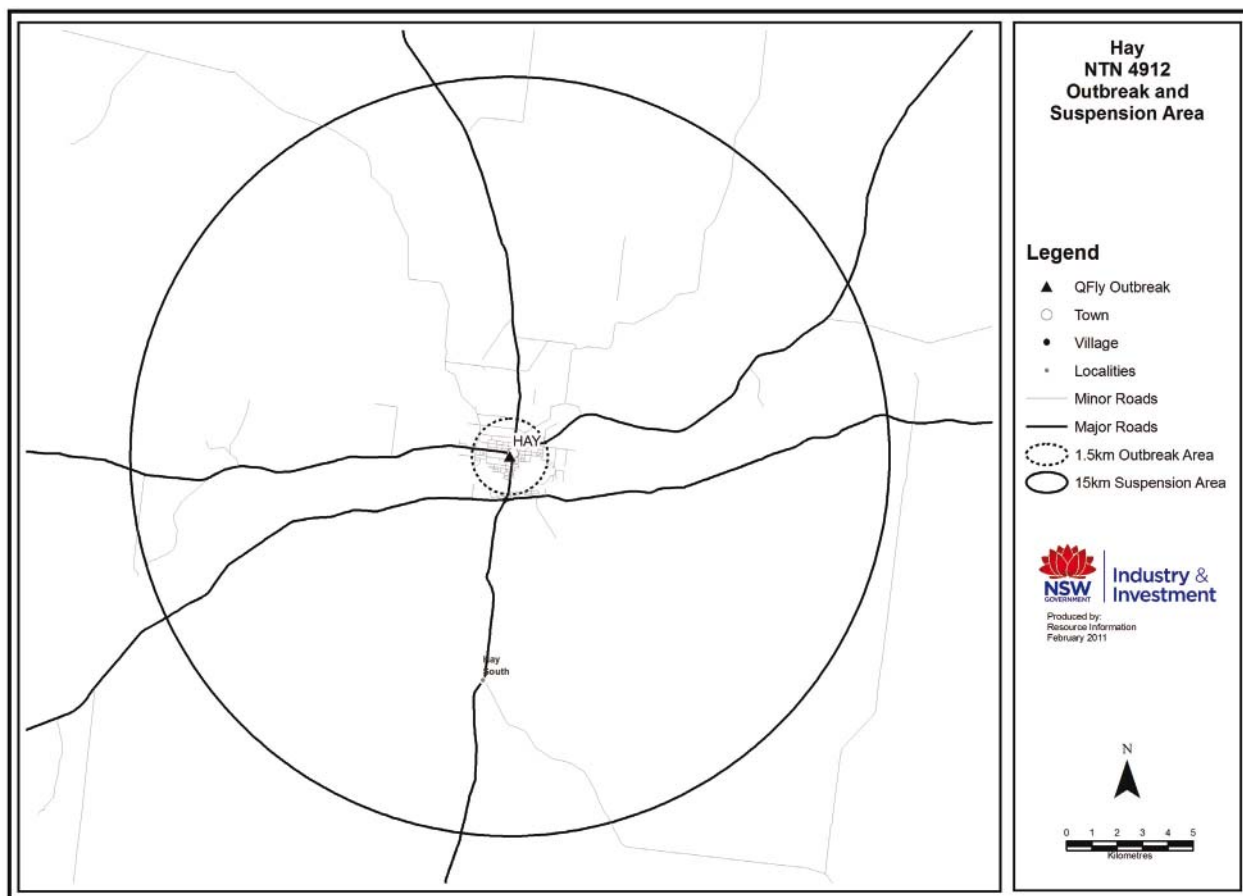 Hay
NTN 4912
Outbreak and
Suspension Area
Legend
QFly Outbreak
Town
Village
Localities
Minor Roads
Major Roads
1.5km Outbreak Area
15km Suspension Area
NSW
GOVERNMENT
Industry &
Investment
Produced by:
Resource Information
February 2011
N
0 1 2 3 4 5
Kilometres
HAY
Hay
South